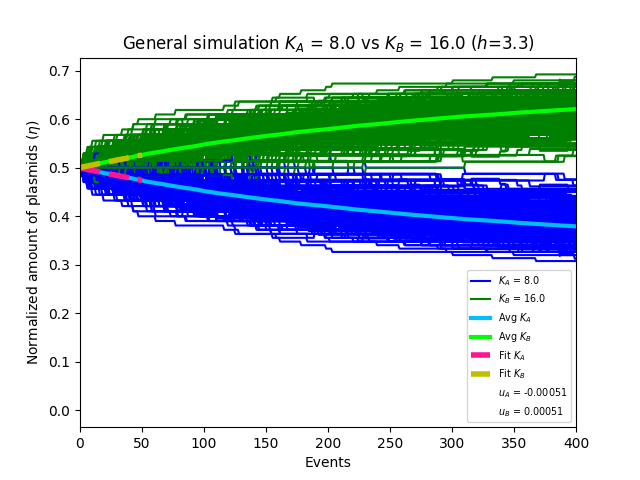 General simulation K_A = 8.0 vs K_B = 16.0 (h=3.3)
Normalized amount of plasmids (η)
0.7
0.6
0.5
0.4
0.3
0.2
0.1
0.0
K_A = 8.0
K_B = 16.0
Avg K_A
Avg K_B
Fit K_A
Fit K_B
u_A = -0.00051
u_B = 0.00051
0 50 100 150 200 250 300 350 400
Events